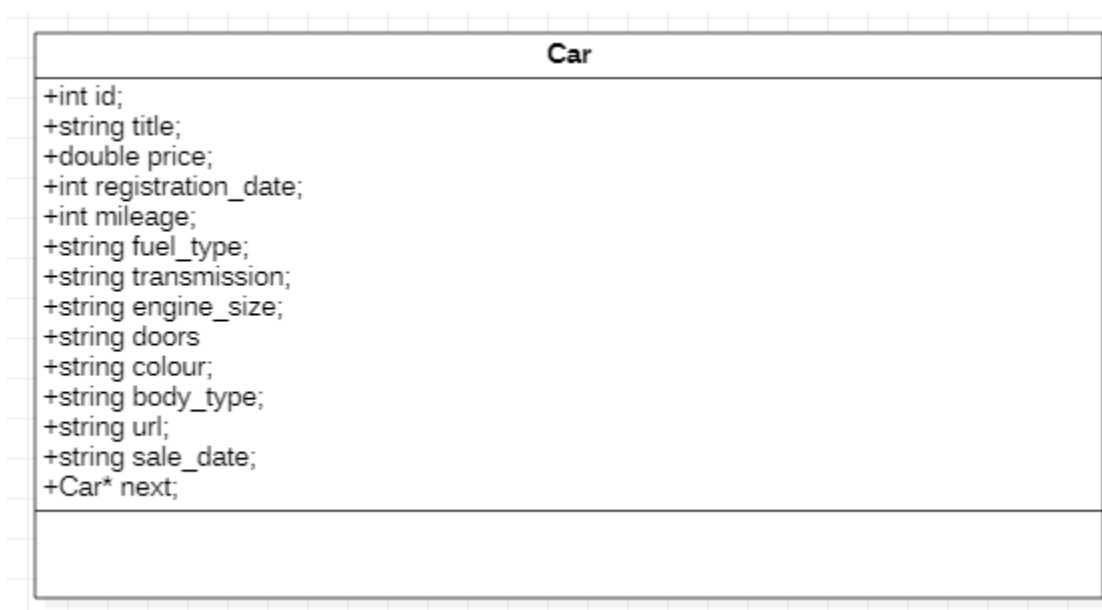 Car
+int id;
+string title;
+double price;
+int registration_date;
+int mileage;
+string fuel_type;
+string transmission;
+string engine_size;
+string doors
+string colour;
+string body_type;
+string url;
+string sale_date;
+Car* next;